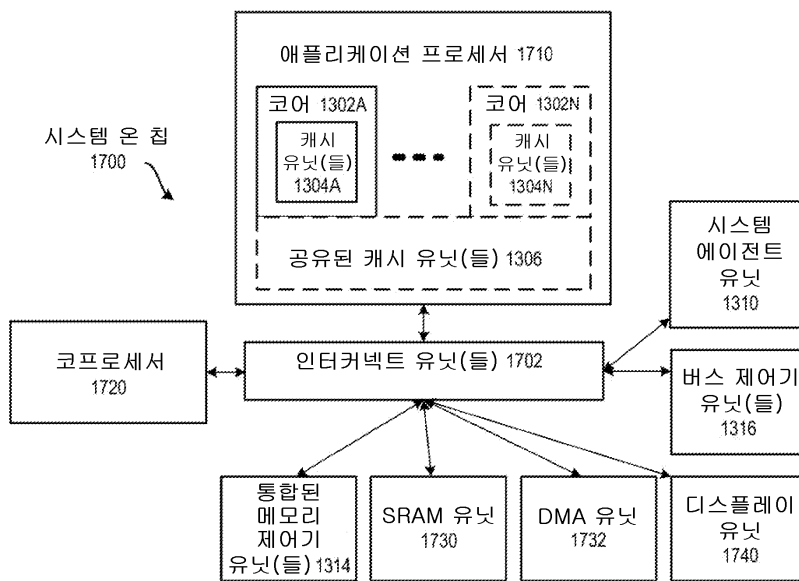 애플리케이션 프로세서 1710
코어 1302A
캐시
유닛(들)
1304A
코어 1302N
캐시
유닛(들)
1304N
시스템 온 칩
1700
공유된 캐시 유닛(들) 1306
시스템
에이전트
유닛
1310
코프로세서
1720
인터커넥트 유닛(들) 1702
버스 제어기
유닛(들)
1316
통합된
메모리
제어기
유닛(들) 1314
SRAM 유닛
1730
DMA 유닛
1732
디스플레이
유닛
1740